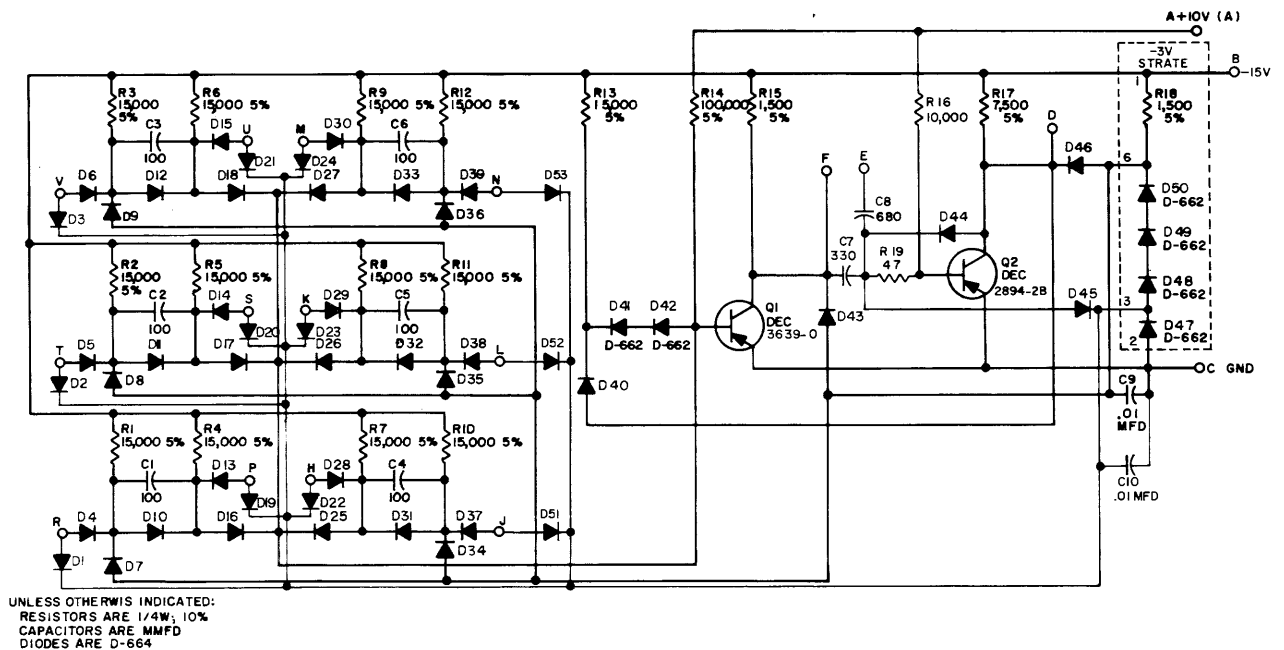 A+10V (A)
-3V
STRATE
B
-15V
1
R3
15,000
5%
R6
15,000 5%
R9
15,000 5%
R12
15,000 5%
R13
15,000
5%
R14
100,000
5%
R15
1,500
5%
R16
10,000
R17
7,500
5%
R18
1,500
5%
D
C3
100
D15
U
M
D30
C6
100
D21
D24
F
E
D46
6
V
D6
D12
D18
D27
D33
D39
N
D53
D50
D-662
D3
D9
D36
C8
680
D44
D49
D-662
R2
15,000
5%
R5
15,000 5%
R8
15,000 5%
R11
15,000 5%
C7
330
R19
47
Q2
DEC
2894-2B
D48
D-662
C2
100
D14
S
K
D29
C5
100
D20
D23
D41
D-662
D42
D-662
Q1
DEC
3639-0
D43
D45
3
D47
D-662
2
T
D5
D11
D17
D26
D32
D38
L
D52
D2
D8
D35
D40
C GND
C9
.01
MFD
R1
15,000 5%
R4
15,000 5%
R7
15,000 5%
R10
15,000 5%
C1
100
D13
P
H
D28
C4
100
D19
D22
C10
.01 MFD
R
D4
D10
D16
D25
D31
D37
J
D51
D1
D7
D34
UNLESS OTHERWIS INDICATED:
RESISTORS ARE 1/4W; 10%
CAPACITORS ARE MMFD
DIODES ARE D-664